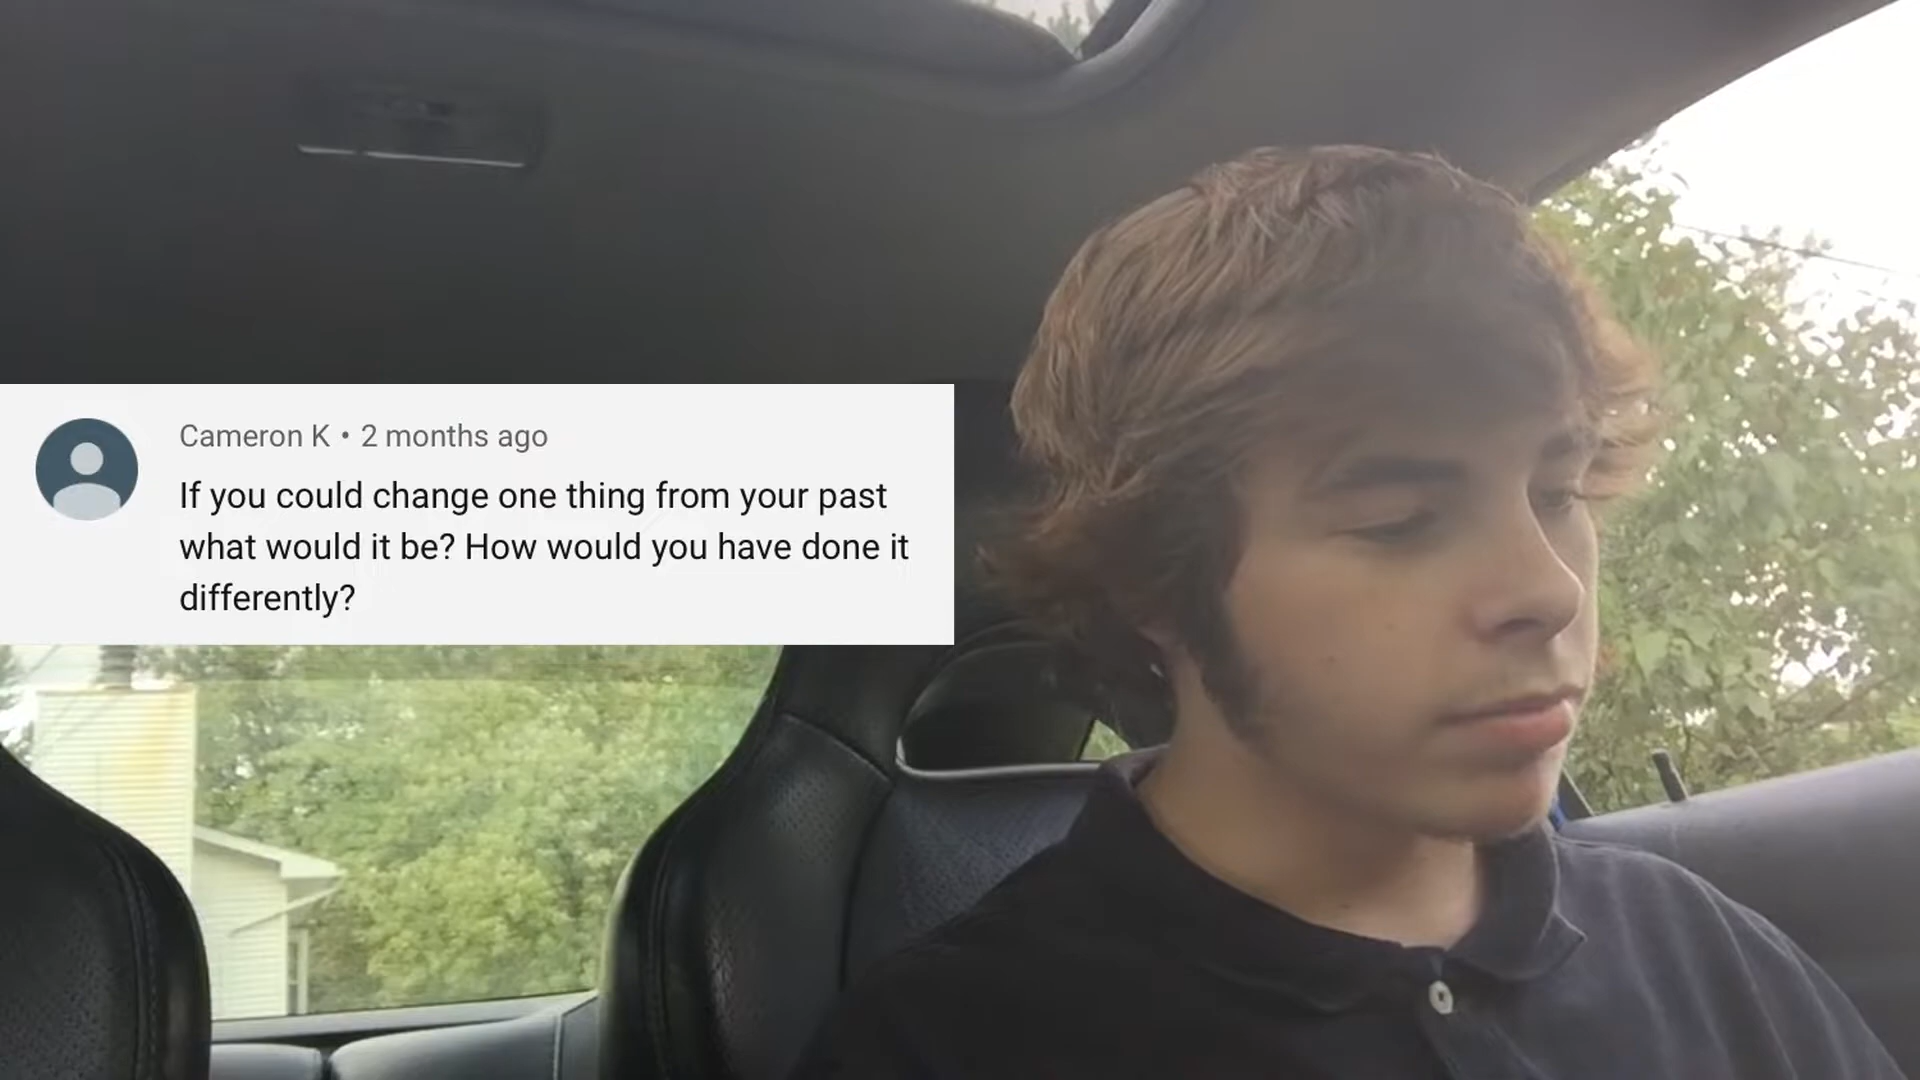 Cameron K • 2 months ago
If you could change one thing from your past
what would it be? How would you have done it
differently?